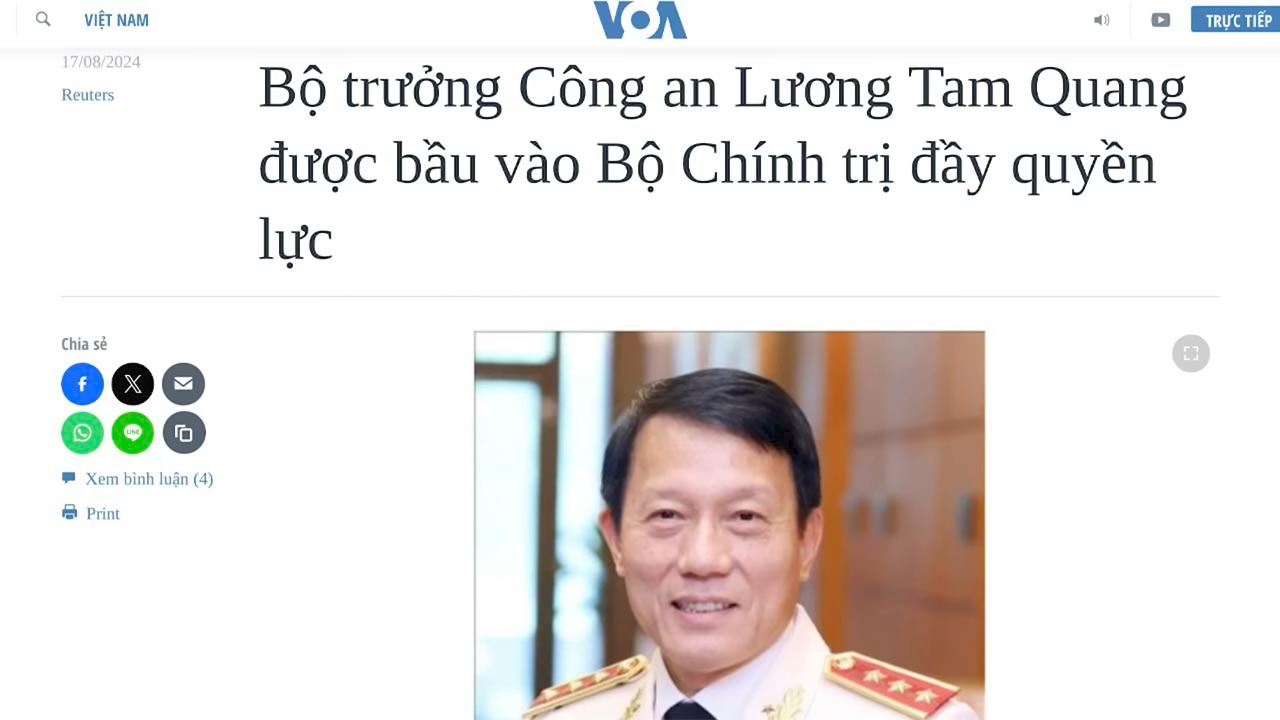 VIỆT NAM
VOA
TRỰC TIẾP
17/08/2024
Reuters
Bộ trưởng Công an Lương Tam Quang
được bầu vào Bộ Chính trị đầy quyền
lực
Chia sẻ
LINE
Xem bình luận (4)
Print